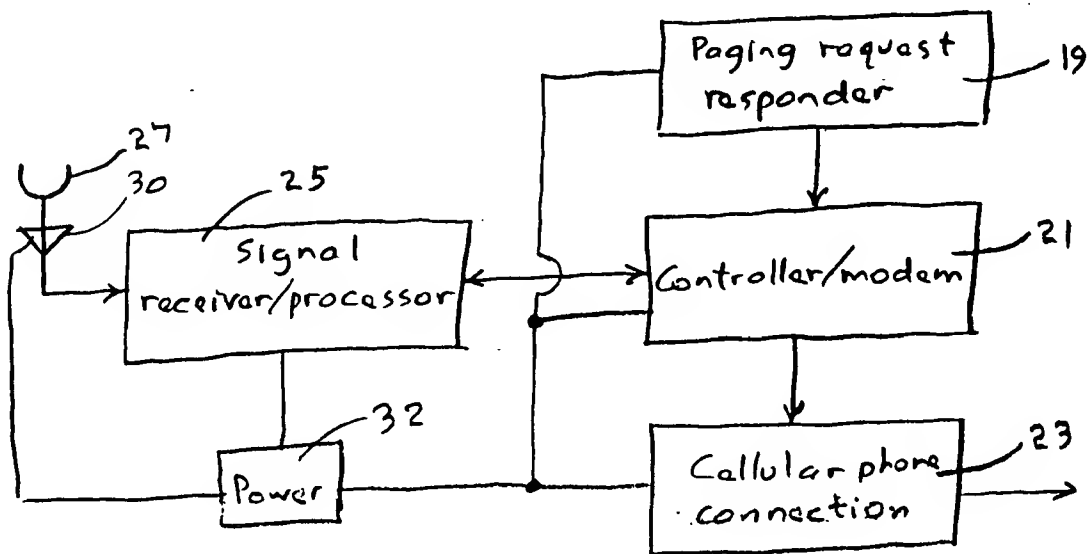 Paging request
responder
19
27
30
25
Signal
receiver/processor
21
Controller/modem
32
Power
23
Cellular phone
connection